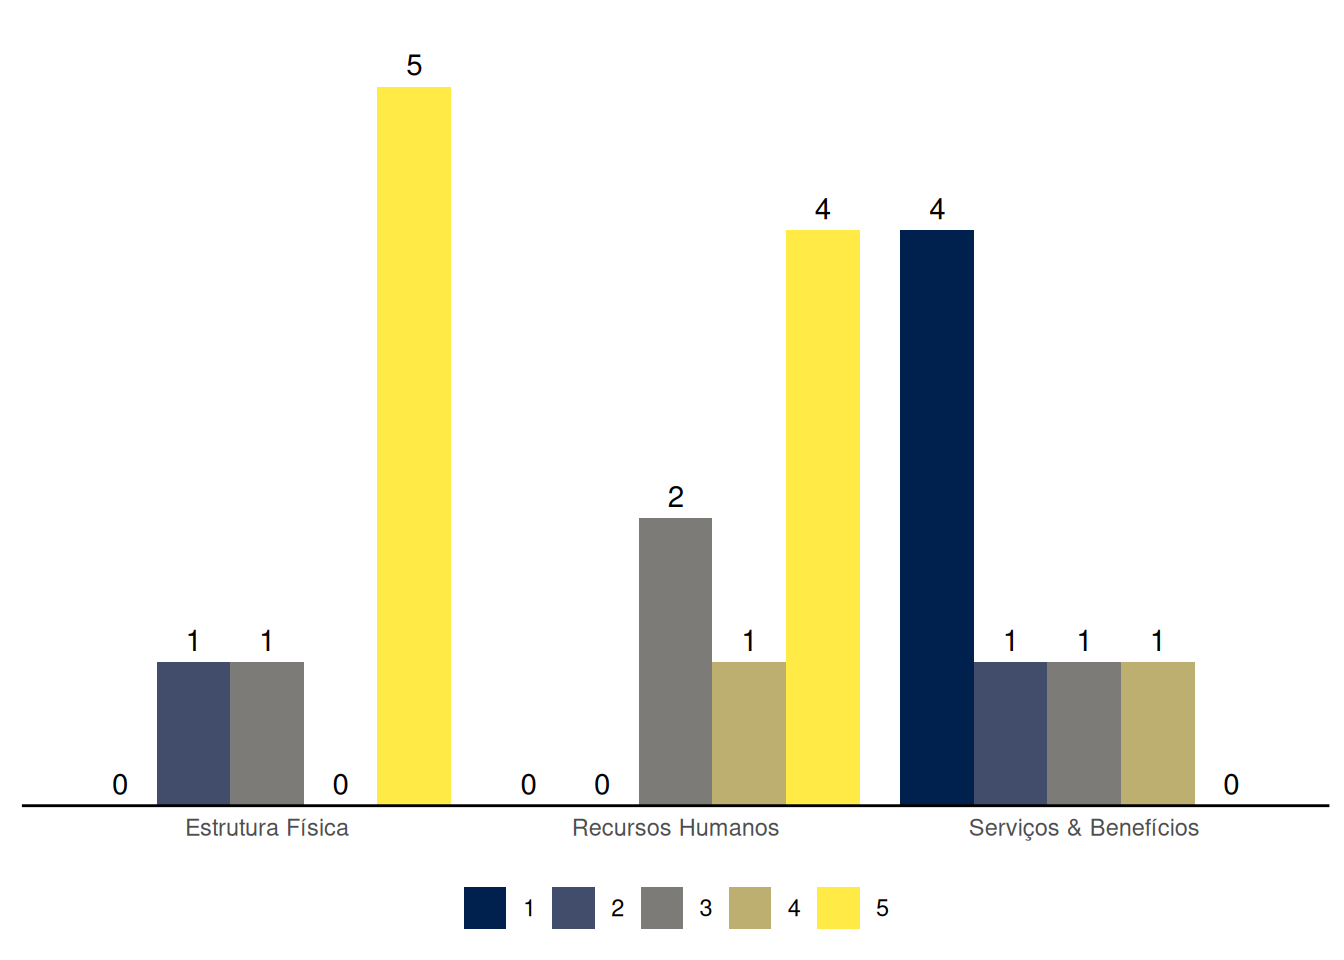 5
4 4
2
1 1 1 1 1 1
0 0 0 0 0
Estrutura Física Recursos Humanos Serviços & Benefícios
1 2 3 4 5